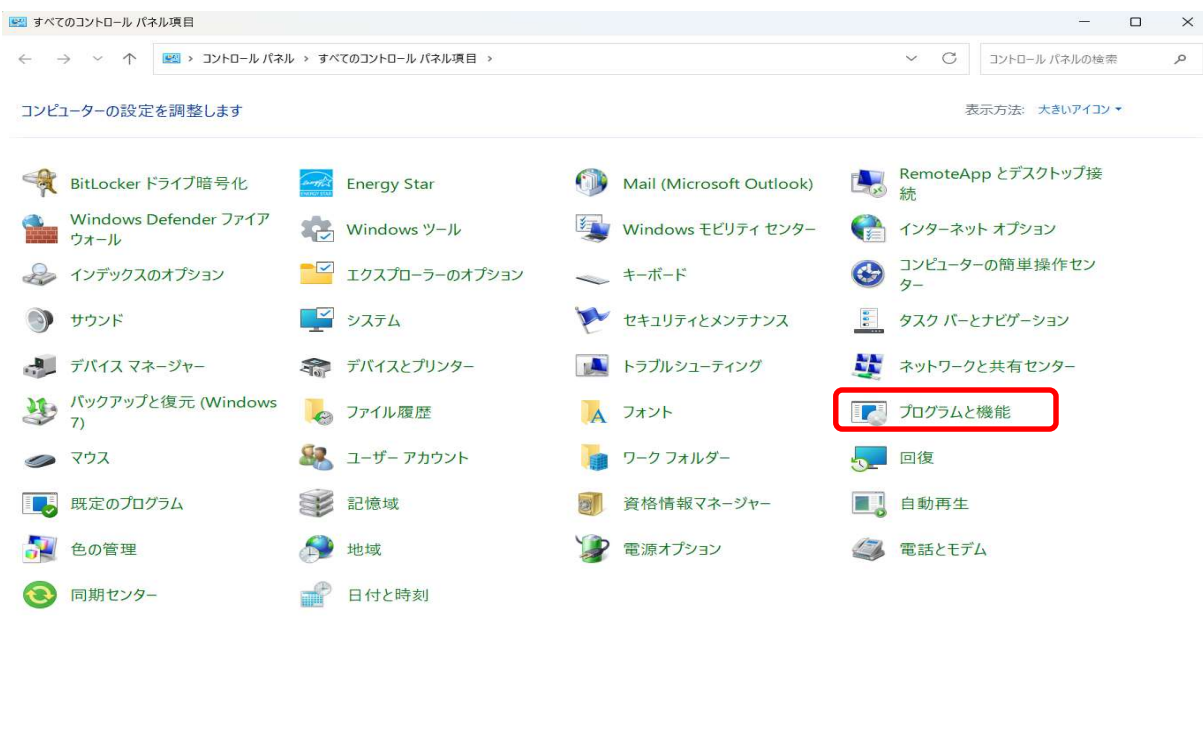 すべてのコントロール パネル項目
コントロール パネル › すべてのコントロール パネル項目 ›
コントロール パネルの検索
コンピューターの設定を調整します
表示方法: 大きいアイコン
BitLocker ドライブ暗号化
Energy Star
Mail (Microsoft Outlook)
RemoteApp とデスクトップ接
続
Windows Defender ファイア
ウォール
Windows ツール
Windows モビリティ センター
インターネット オプション
インデックスのオプション
エクスプローラーのオプション
キーボード
コンピューターの簡単操作セン
ター
サウンド
システム
セキュリティとメンテナンス
タスク バーとナビゲーション
デバイス マネージャー
デバイスとプリンター
トラブルシューティング
ネットワークと共有センター
バックアップと復元 (Windows
7)
ファイル履歴
フォント
プログラムと機能
マウス
ユーザー アカウント
ワーク フォルダー
回復
既定のプログラム
記憶域
資格情報マネージャー
自動再生
色の管理
地域
電源オプション
電話とモデム
同期センター
日付と時刻